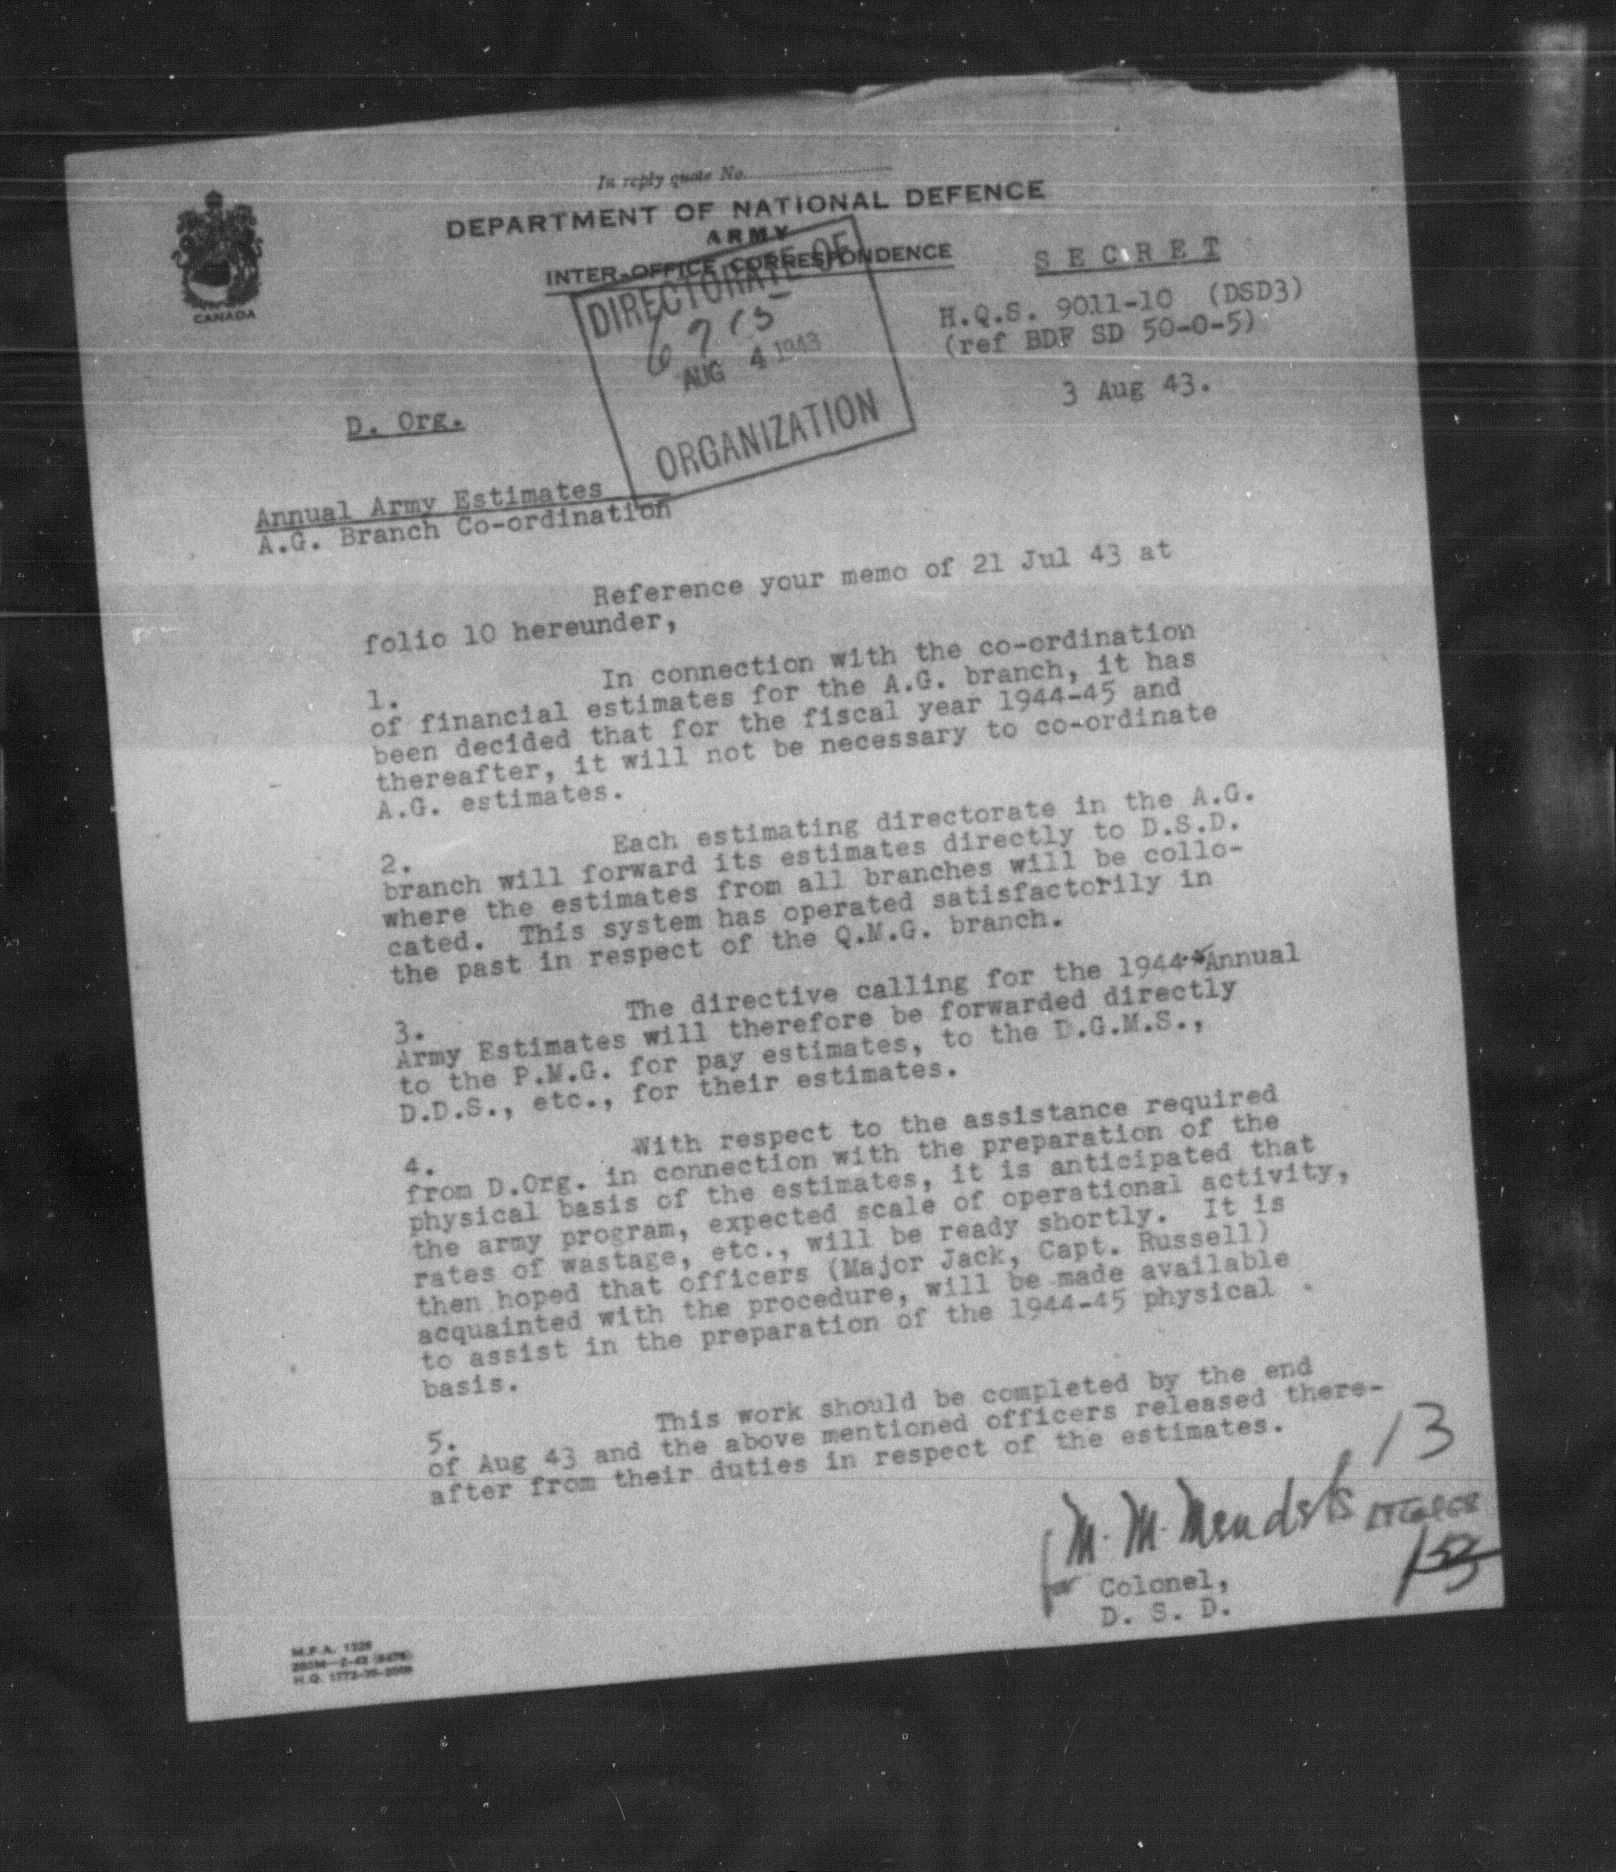 In reply quote No.
DEPARTMENT OF NATIONAL DEFENCE
ARMY
INTER-OFFICE CORRESPONDENCE
CANADA
S E C R E T
H.Q.S. 9011-10 (DSD3)
(ref BDF SD 50-0-5)
3 Aug 43.
DIRECTORATE OF
AUG 4 1943
ORGANIZATION
D. Org.
Annual Army Estimates
A.G. Branch Co-ordination
Reference your memo of 21 Jul 43 at
folio 10 hereunder,
1. In connection with the co-ordination
of financial estimates for the A.G. branch, it has
been decided that for the fiscal year 1944-45 and
thereafter, it will not be necessary to co-ordinate
A.G. estimates.
2. Each estimating directorate in the A.G.
branch will forward its estimates directly to D.S.D.
where the estimates from all branches will be collo-
cated. This system has operated satisfactorily in
the past in respect of the Q.M.G. branch.
3. The directive calling for the 1944-45 Annual
Army Estimates will therefore be forwarded directly
to the P.M.G. for pay estimates, to the D.G.M.S.,
D.D.S., etc., for their estimates.
4. With respect to the assistance required
from D.Org. in connection with the preparation of the
physical basis of the estimates, it is anticipated that
the army program, expected scale of operational activity,
rates of wastage, etc., will be ready shortly. It is
then hoped that officers (Major Jack, Capt. Russell)
acquainted with the procedure, will be made available
to assist in the preparation of the 1944-45 physical
basis.
5. This work should be completed by the end
of Aug 43 and the above mentioned officers released there-
after from their duties in respect of the estimates.
13
M. M. Mendels
for Colonel,
D. S. D.
M.F.A.